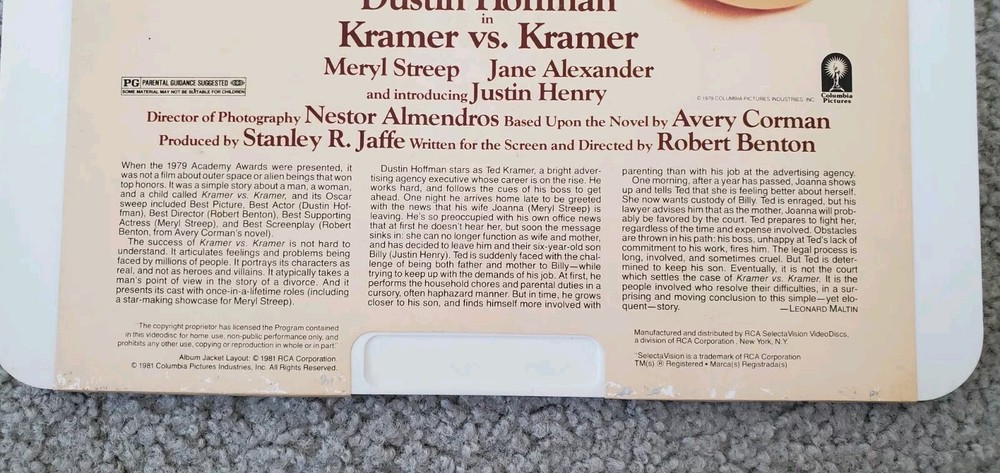 Dustin Hoffman
in
Kramer vs. Kramer
Meryl Streep Jane Alexander
and introducing Justin Henry
PG PARENTAL GUIDANCE SUGGESTED
SOME MATERIAL MAY NOT BE SUITABLE FOR CHILDREN
© 1979 COLUMBIA PICTURES INDUSTRIES, INC.
Columbia
Pictures
Director of Photography Nestor Almendros Based Upon the Novel by Avery Corman
Produced by Stanley R. Jaffe Written for the Screen and Directed by Robert Benton
When the 1979 Academy Awards were presented, it
was not a film about outer space or alien beings that won
top honors. It was a simple story about a man, a woman,
and a child called Kramer vs. Kramer, and its Oscar
sweep included Best Picture, Best Actor (Dustin Hof-
fman), Best Director (Robert Benton), Best Supporting
Actress (Meryl Streep), and Best Screenplay (Robert
Benton, from Avery Corman's novel).
The success of Kramer vs. Kramer is not hard to
understand. It articulates feelings and problems being
faced by millions of people. It portrays its characters as
real, and not as heroes and villains. It atypically takes a
man's point of view in the story of a divorce. And it
presents its cast with once-in-a-lifetime roles (including
a star-making showcase for Meryl Streep).
Dustin Hoffman stars as Ted Kramer, a bright adver-
tising agency executive whose career is on the rise. He
works hard, and follows the cues of his boss to get
ahead. One night he arrives home late to be greeted
with the news that his wife Joanna (Meryl Streep) is
leaving. He's so preoccupied with his own office news
that at first he doesn't hear her, but soon the message
sinks in: she can no longer function as wife and mother,
and has decided to leave him and their six-year-old son
Billy (Justin Henry). Ted is suddenly faced with the chal-
lenge of being both father and mother to Billy—while
trying to keep up with the demands of his job. At first, he
performs the household chores and parental duties in a
cursory, often haphazard manner. But in time, he grows
closer to his son, and finds himself more involved with
parenting than with his job at the advertising agency.
One morning, after a year has passed, Joanna shows
up and tells Ted that she is feeling better about herself.
She now wants custody of Billy. Ted is enraged, but his
lawyer advises him that as the mother, Joanna will prob-
ably be favored by the court. Ted prepares to fight her,
regardless of the time and expense involved. Obstacles
are thrown in his path: his boss, unhappy at Ted's lack of
commitment to his work, fires him. The legal process is
long, involved, and sometimes cruel. But Ted is deter-
mined to keep his son. Eventually, it is not the court
which settles the case of Kramer vs. Kramer. It is the
people involved who resolve their difficulties, in a sur-
prising and moving conclusion to this simple—yet elo-
quent—story.
—LEONARD MALTIN
"The copyright proprietor has licensed the Program contained
in this videodisc for home use, non-public performance only, and
prohibits any other use, copying or reproduction in whole or in part."
Album Jacket Layout: © 1981 RCA Corporation.
© 1981 Columbia Pictures Industries, Inc. All Rights Reserved.
Manufactured and distributed by RCA SelectaVision VideoDiscs,
a division of RCA Corporation, New York, N.Y.
"SelectaVision is a trademark of RCA Corporation
TM(s) ® Registered • Marca(s) Registrada(s)